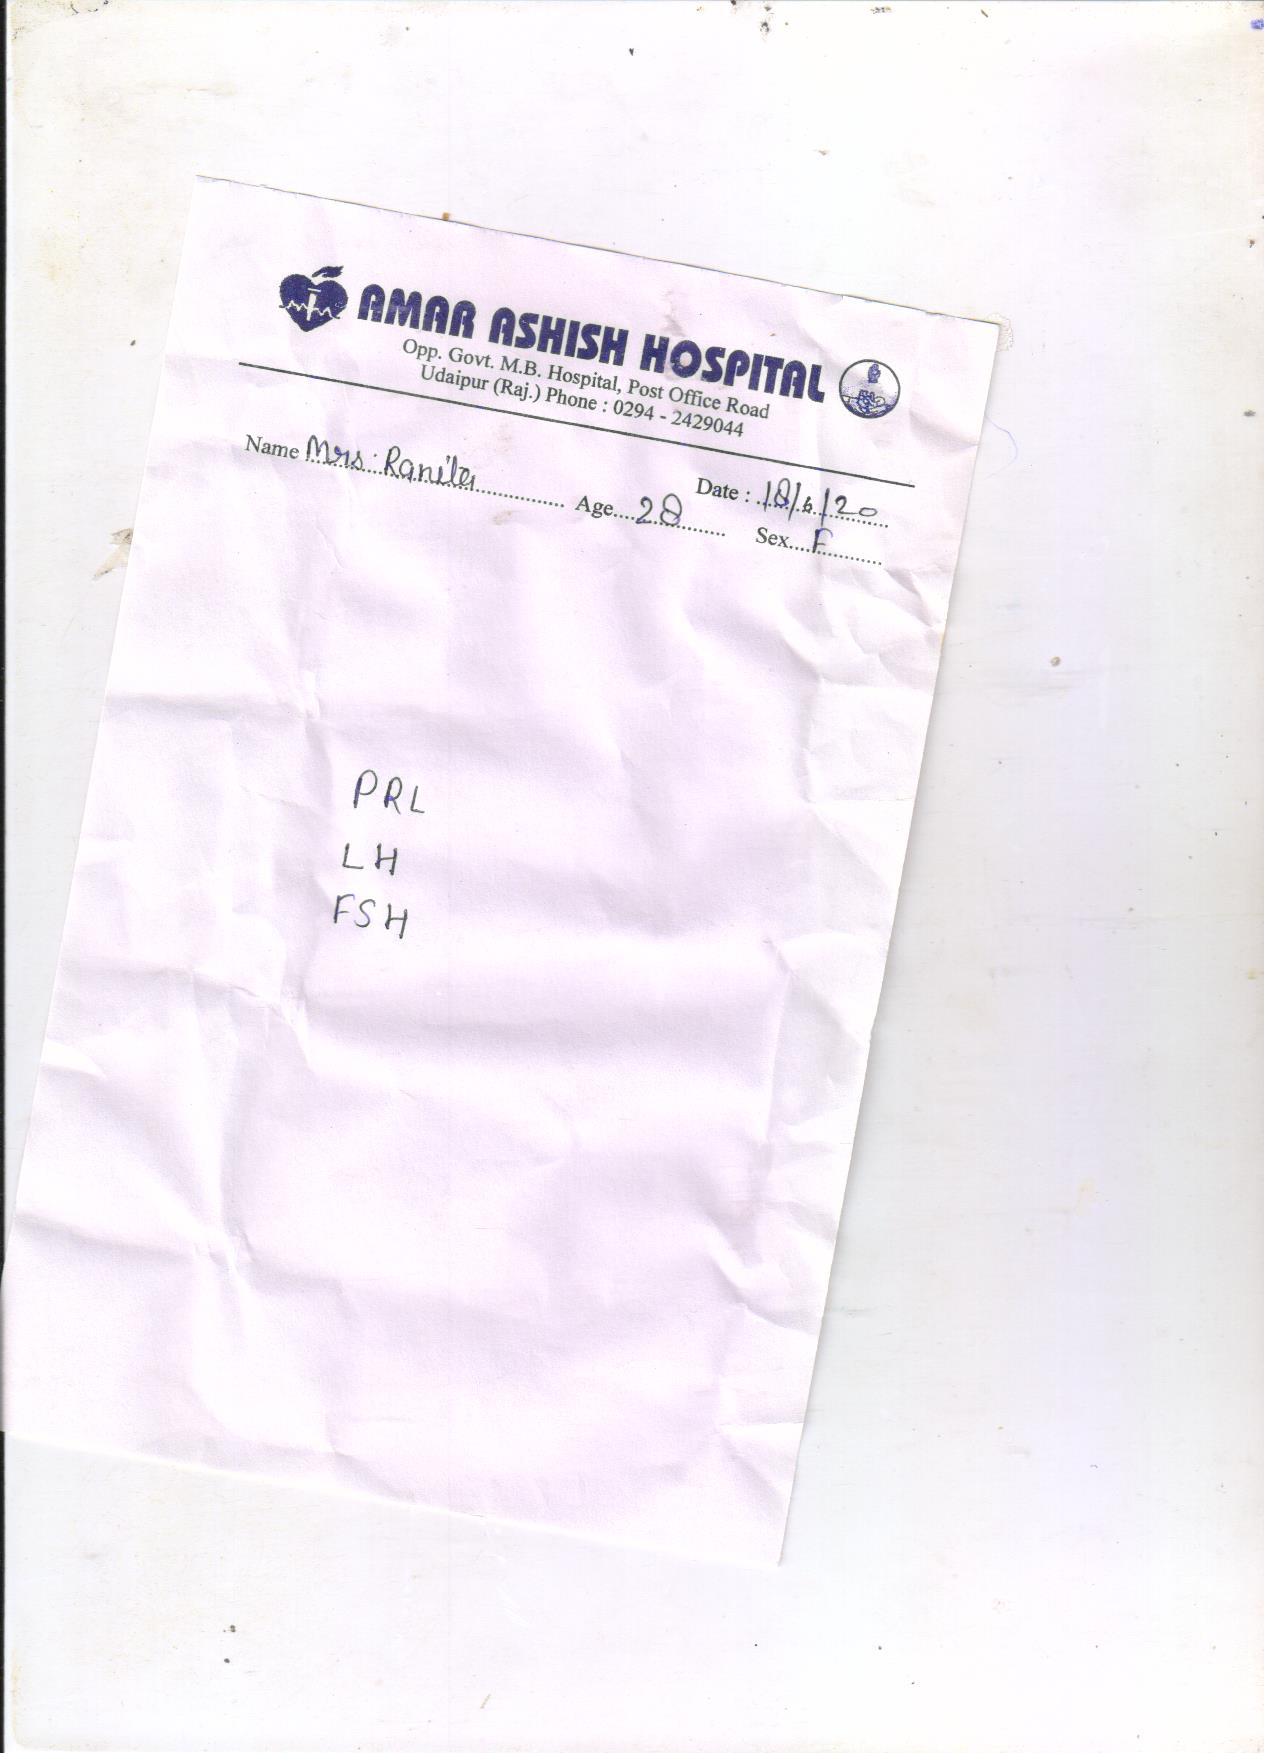 AMAR ASHISH HOSPITAL
Opp. Govt. M.B. Hospital, Post Office Road
Udaipur (Raj.) Phone : 0294 - 2429044
Name Mrs. Ranita Date : 18/6/20
Age 28 Sex F
PRL
LH
FSH